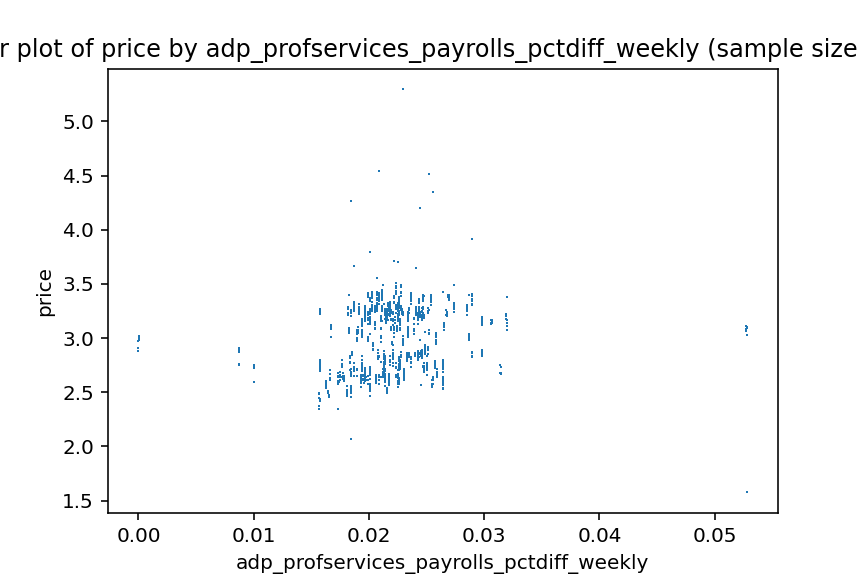 r plot of price by adp_profservices_payrolls_pctdiff_weekly (sample size
5.0
4.5
4.0
3.5
3.0
2.5
2.0
1.5
price
0.00 0.01 0.02 0.03 0.04 0.05
adp_profservices_payrolls_pctdiff_weekly